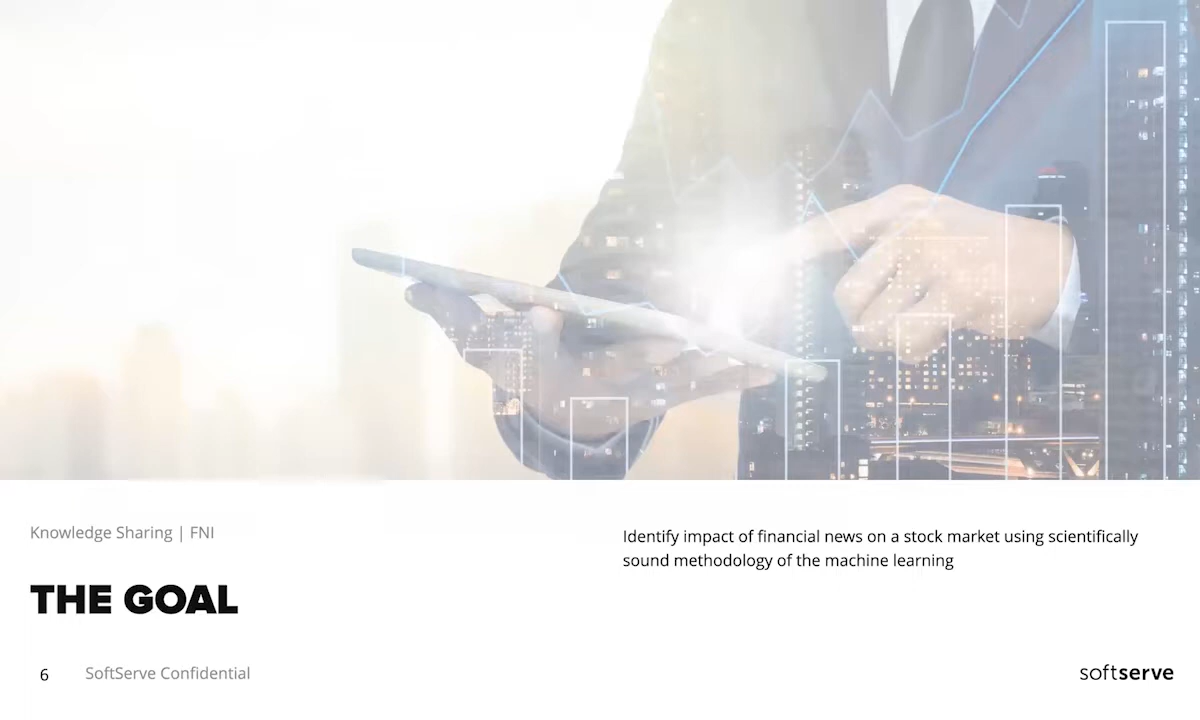 Knowledge Sharing | FNI
THE GOAL
Identify impact of financial news on a stock market using scientifically
sound methodology of the machine learning
6
SoftServe Confidential
softserve